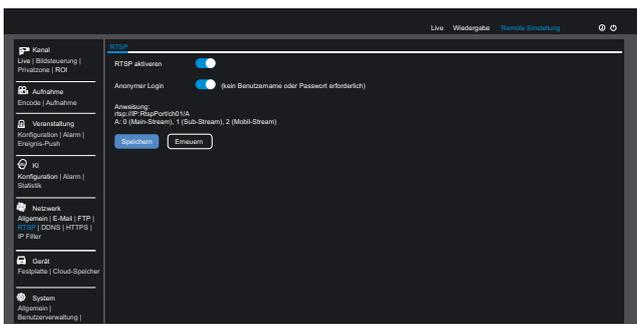 Live Wiedergabe Remote Einstellung
Kanal
Live | Bildsteuerung |
Privatzone | ROI
Aufnahme
Encode | Aufnahme
Veranstaltung
Konfiguration | Alarm |
Ereignis-Push
KI
Konfiguration | Alarm |
Statistik
Netzwerk
Allgemein | E-Mail | FTP |
RTSP | DDNS | HTTPS |
IP Filter
Gerät
Festplatte | Cloud-Speicher
System
Allgemein |
Benutzerverwaltung |
RTSP
RTSP aktivieren
Anonymer Login (kein Benutzername oder Passwort erforderlich)
Anweisung:
rtsp://IP:RtspPort/ch01/A
A: 0 (Main-Stream), 1 (Sub-Stream), 2 (Mobil-Stream)
Speichern Erneuern